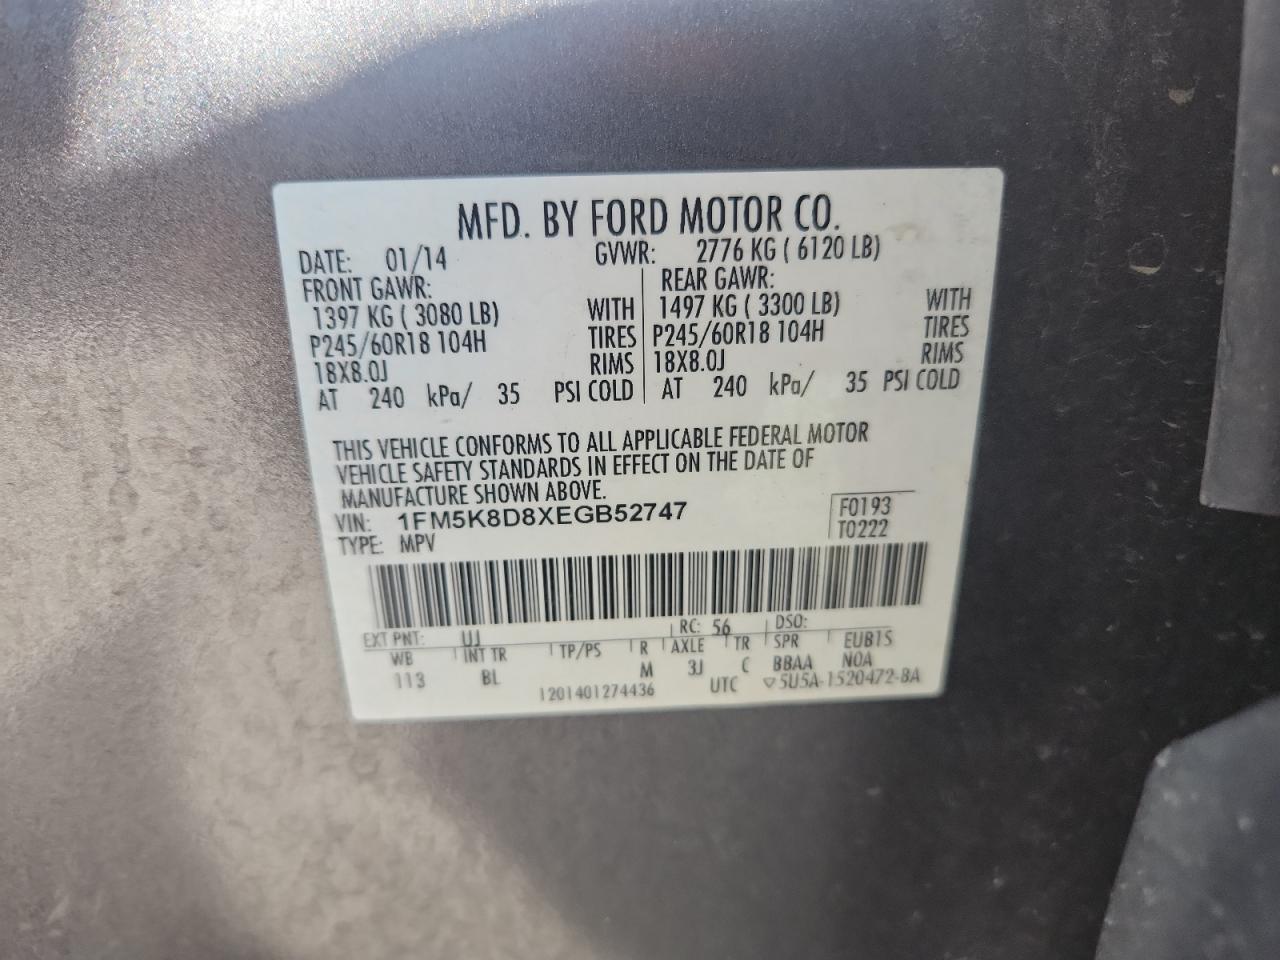 MFD. BY FORD MOTOR CO.
DATE: 01/14 GVWR: 2776 KG ( 6120 LB)
FRONT GAWR: REAR GAWR:
1397 KG ( 3080 LB) WITH 1497 KG ( 3300 LB) WITH
P245/60R18 104H TIRES P245/60R18 104H TIRES
18X8.0J RIMS 18X8.0J RIMS
AT 240 kPa/ 35 PSI COLD AT 240 kPa/ 35 PSI COLD
THIS VEHICLE CONFORMS TO ALL APPLICABLE FEDERAL MOTOR
VEHICLE SAFETY STANDARDS IN EFFECT ON THE DATE OF
MANUFACTURE SHOWN ABOVE.
VIN: 1FM5K8D8XEGB52747 F0193
TYPE: MPV T0222
EXT PNT: UJ RC: 56 DSO:
WB INT TR TP/PS R AXLE TR SPR EUB1S
113 BL M 3J C BBAA NOA
1201401274436 UTC ▽5U5A-1520472-BA